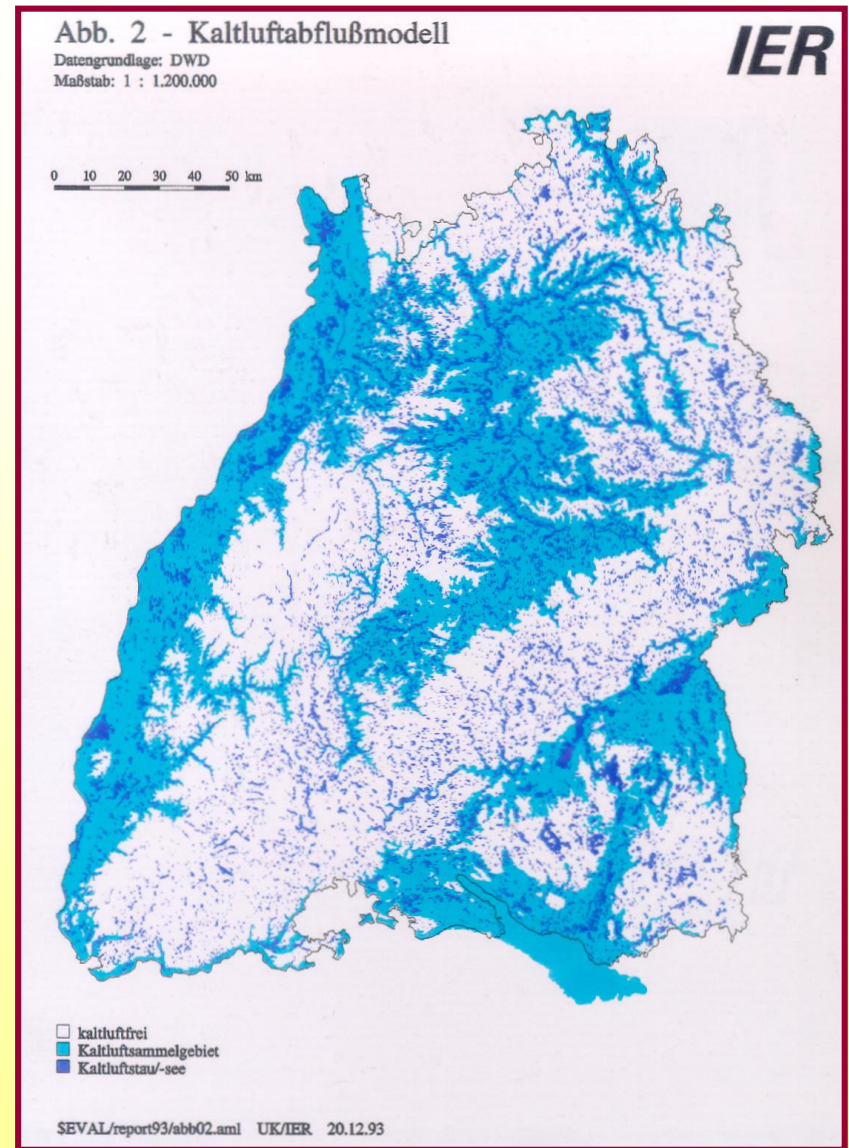 Abb. 2 - Kaltluftabflußmodell
IER
Datengrundlage: DWD
Maßstab: 1 : 1.200.000
0 10 20 30 40 50 km
kaltluftfrei
Kaltluftsammelgebiet
Kaltluftstau/-see
$EVAL/report93/abb02.aml UK/IER 20.12.93